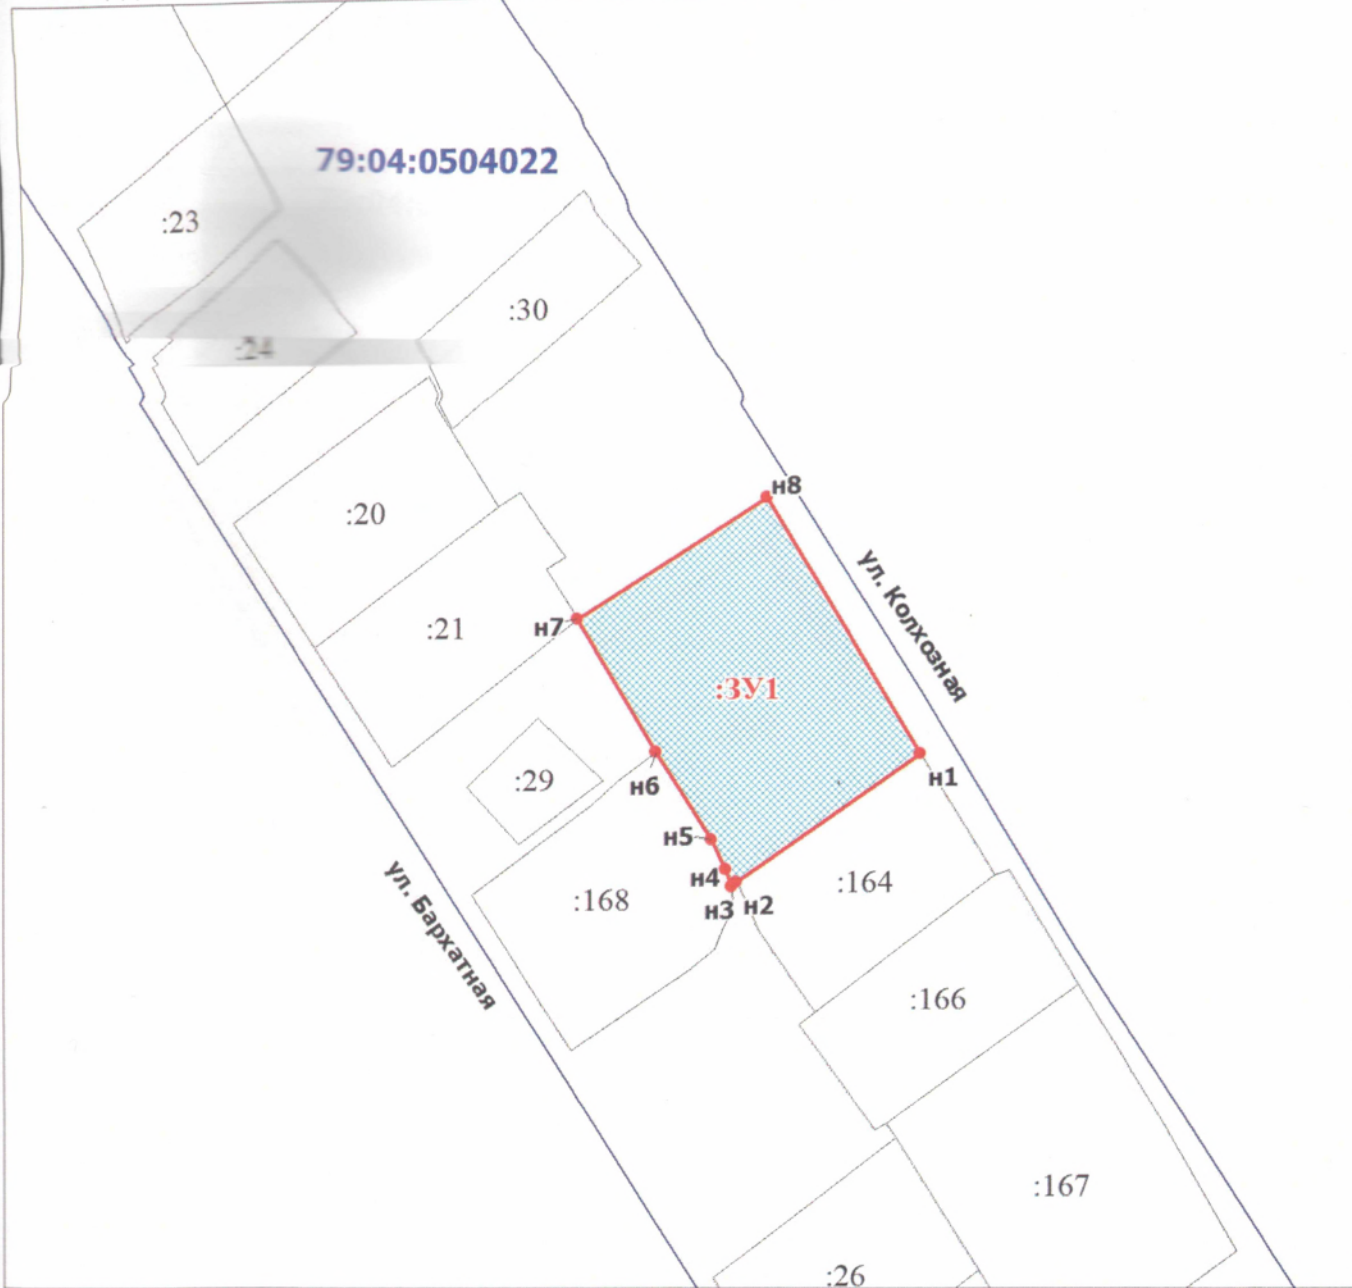 79:04:0504022
:23
:30
:24
н8
:20
ул. Колхозная
н7
:21
:ЗУ1
н1
:29
н6
н5
н4
:164
:168
н3
н2
ул. Бархатная
:166
:167
:26